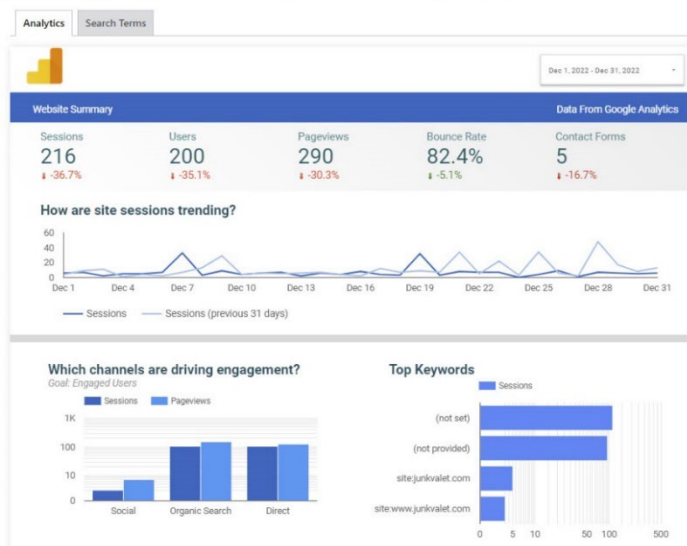 Analytics
Search Terms
Dec 1, 2022 - Dec 31, 2022
Website Summary
Data From Google Analytics
Sessions Users Pageviews Bounce Rate Contact Forms
216 200 290 82.4% 5
-36.7% -35.1% -30.3% -5.1% -16.7%
How are site sessions trending?
60
40
20
0
Dec 1 Dec 4 Dec 7 Dec 10 Dec 13 Dec 16 Dec 19 Dec 22 Dec 25 Dec 28 Dec 31
Sessions Sessions (previous 31 days)
Which channels are driving engagement?
Goal: Engaged Users
Sessions Pageviews
1K
100
10
0
Social Organic Search Direct
Top Keywords
Sessions
(not set)
(not provided)
site:junkvalet.com
site:www.junkvalet.com
0 5 10 50 100 500